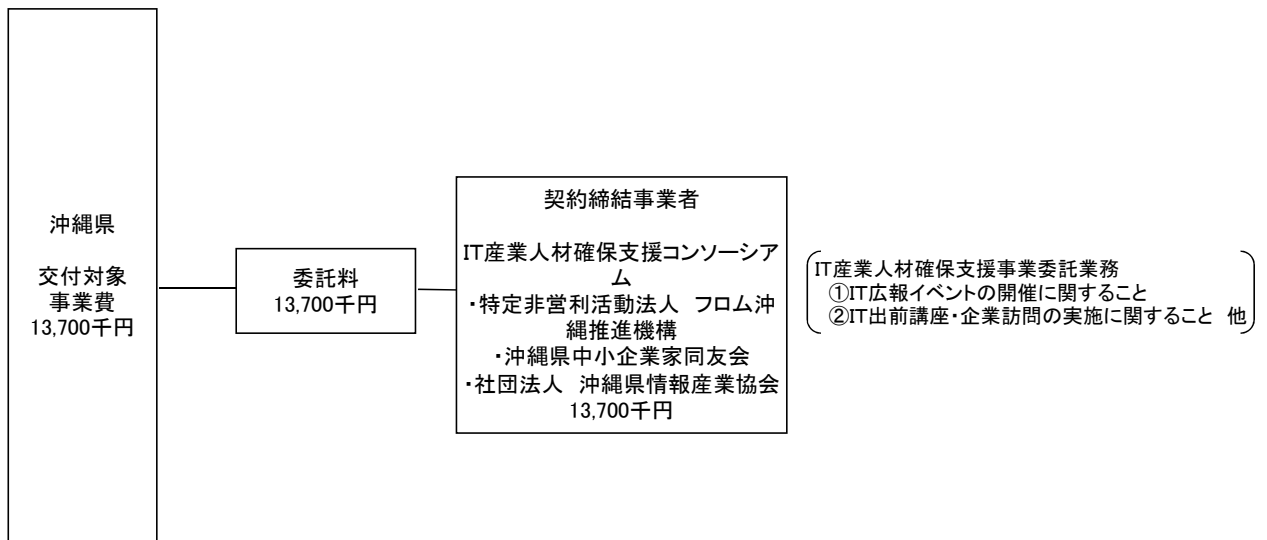 沖縄県
交付対象
事業費
13,700千円
委託料
13,700千円
契約締結事業者
IT産業人材確保支援コンソーシア
ム
・特定非営利活動法人　フロム沖
縄推進機構
・沖縄県中小企業家同友会
・社団法人　沖縄県情報産業協会
13,700千円
IT産業人材確保支援事業委託業務
①IT広報イベントの開催に関すること
②IT出前講座・企業訪問の実施に関すること　他